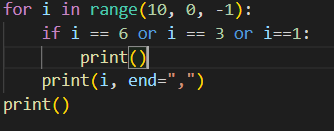 for i in range(10, 0, -1):
    if i == 6 or i == 3 or i==1:
        print()
    print(i, end=",")
print()